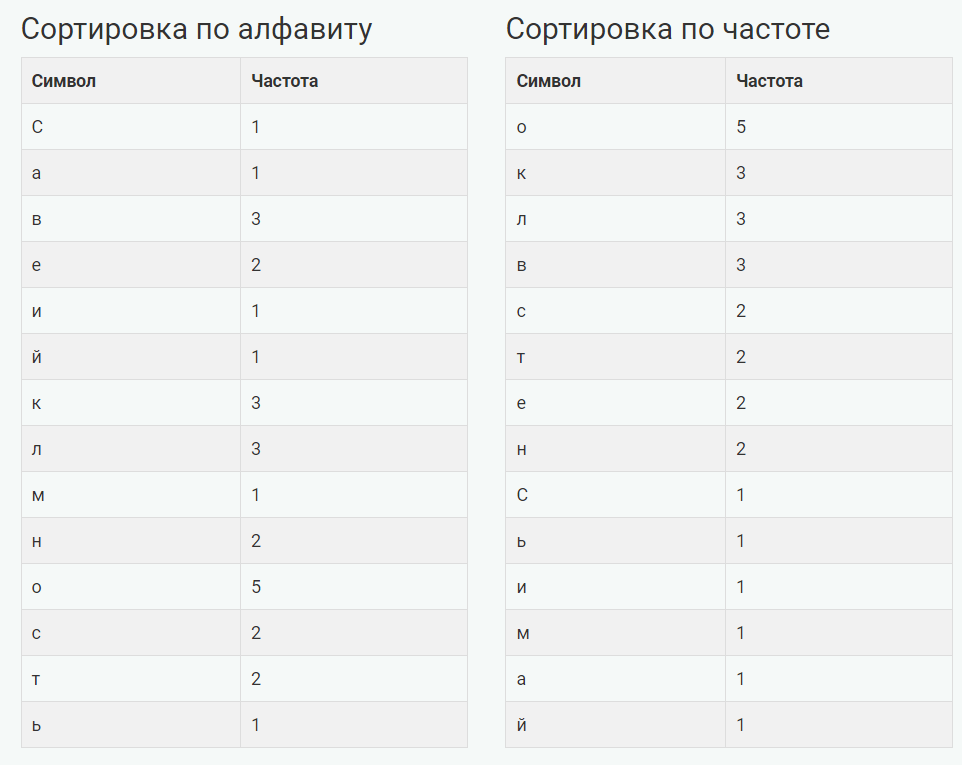 Сортировка по алфавиту
Символ Частота
С 1
а 1
в 3
е 2
и 1
й 1
к 3
л 3
м 1
н 2
о 5
с 2
т 2
ь 1
Сортировка по частоте
Символ Частота
о 5
к 3
л 3
в 3
с 2
т 2
е 2
н 2
С 1
ь 1
и 1
м 1
а 1
й 1